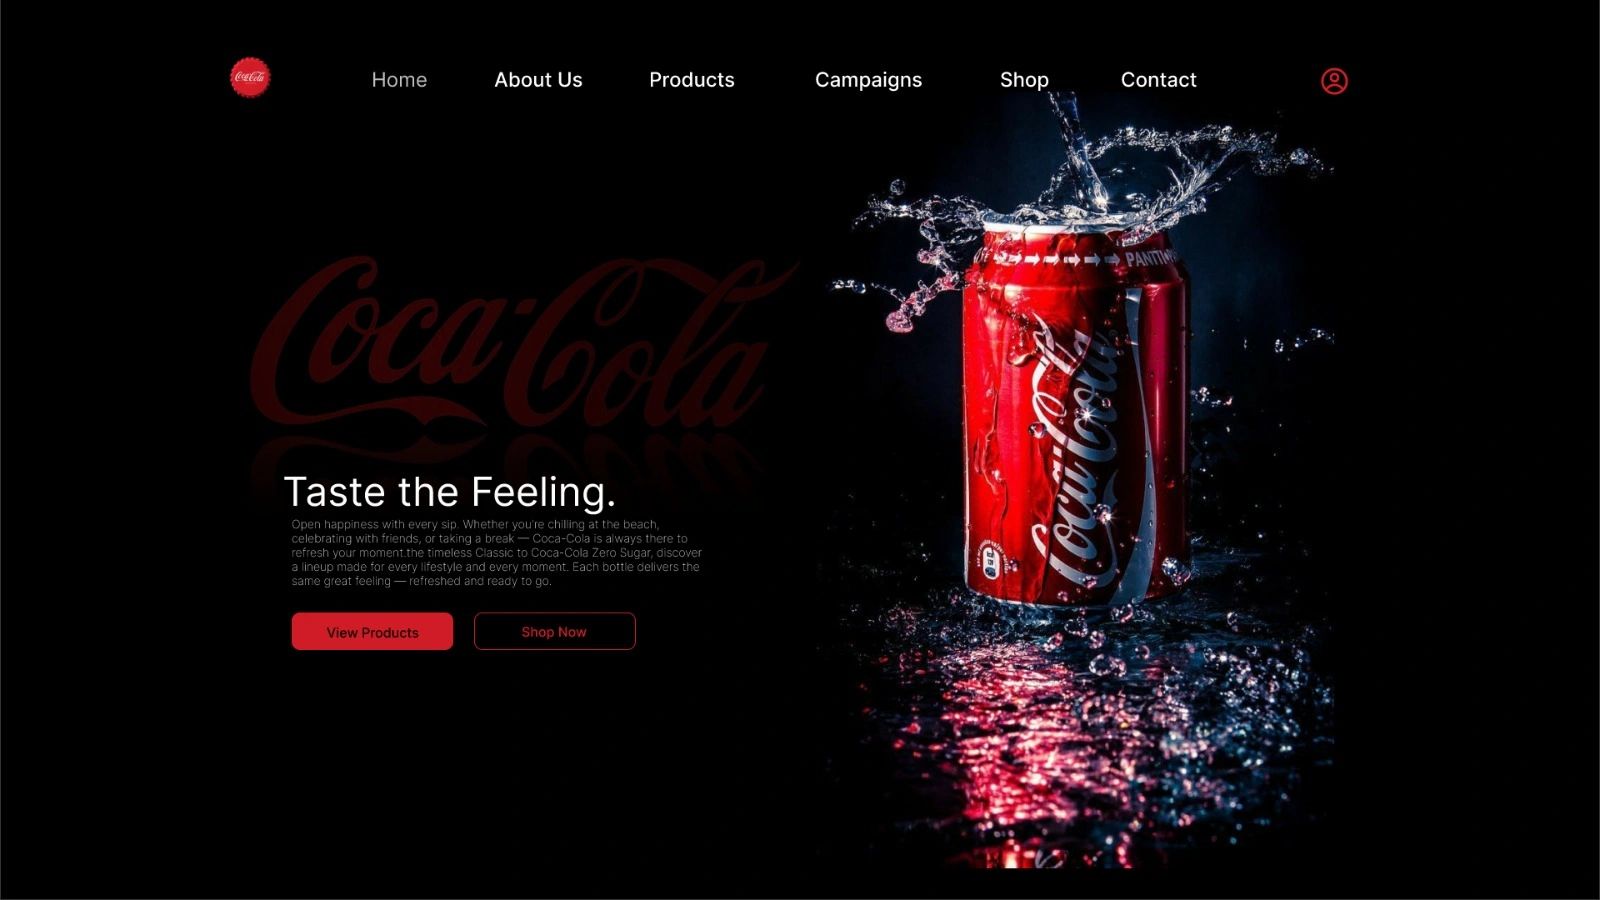 Coca-Cola
Home
About Us
Products
Campaigns
Shop
Contact
PANTTI
Coca-Cola
Coca-Cola
Taste the Feeling.
Open happiness with every sip. Whether you're chilling at the beach,
celebrating with friends, or taking a break — Coca-Cola is always there to
refresh your moment.the timeless Classic to Coca-Cola Zero Sugar, discover
a lineup made for every lifestyle and every moment. Each bottle delivers the
same great feeling — refreshed and ready to go.
View Products
Shop Now